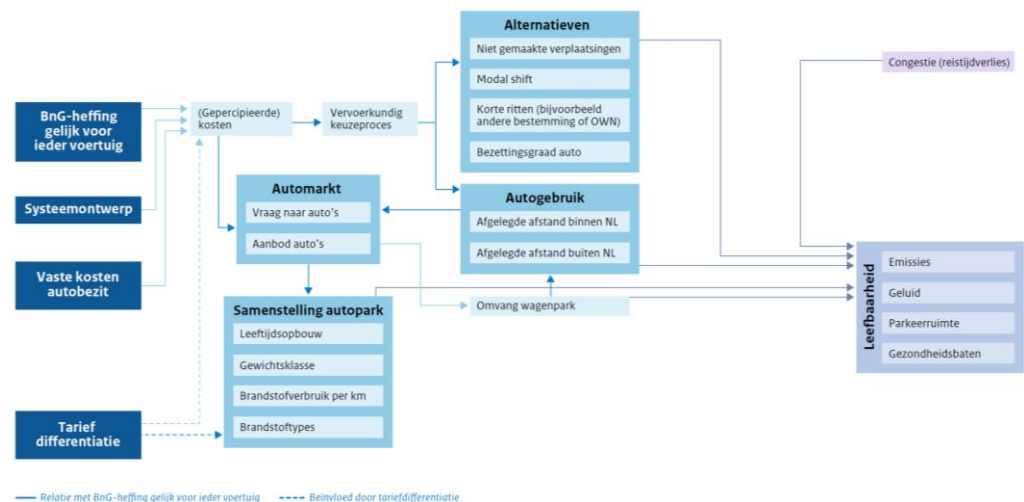 BnG-heffing
gelijk voor
ieder voertuig
Systeemontwerp
Vaste kosten
autobezit
Tarief
differentiatie
(Gepercipieerde)
kosten
Vervoerkundig
keuzeproces
Automarkt
Vraag naar auto's
Aanbod auto's
Samenstelling autopark
Leeftijdsopbouw
Gewichtsklasse
Brandstofverbruik per km
Brandstoftypes
Alternatieven
Niet gemaakte verplaatsingen
Modal shift
Korte ritten (bijvoorbeeld
andere bestemming of OWN)
Bezettingsgraad auto
Autogebruik
Afgelegde afstand binnen NL
Afgelegde afstand buiten NL
Omvang wagenpark
Congestie (reistijdverlies)
Leefbaarheid
Emissies
Geluid
Parkeerruimte
Gezondheidsbaten
Relatie met BnG-heffing gelijk voor ieder voertuig
Beïnvloed door tariefdifferentiatie